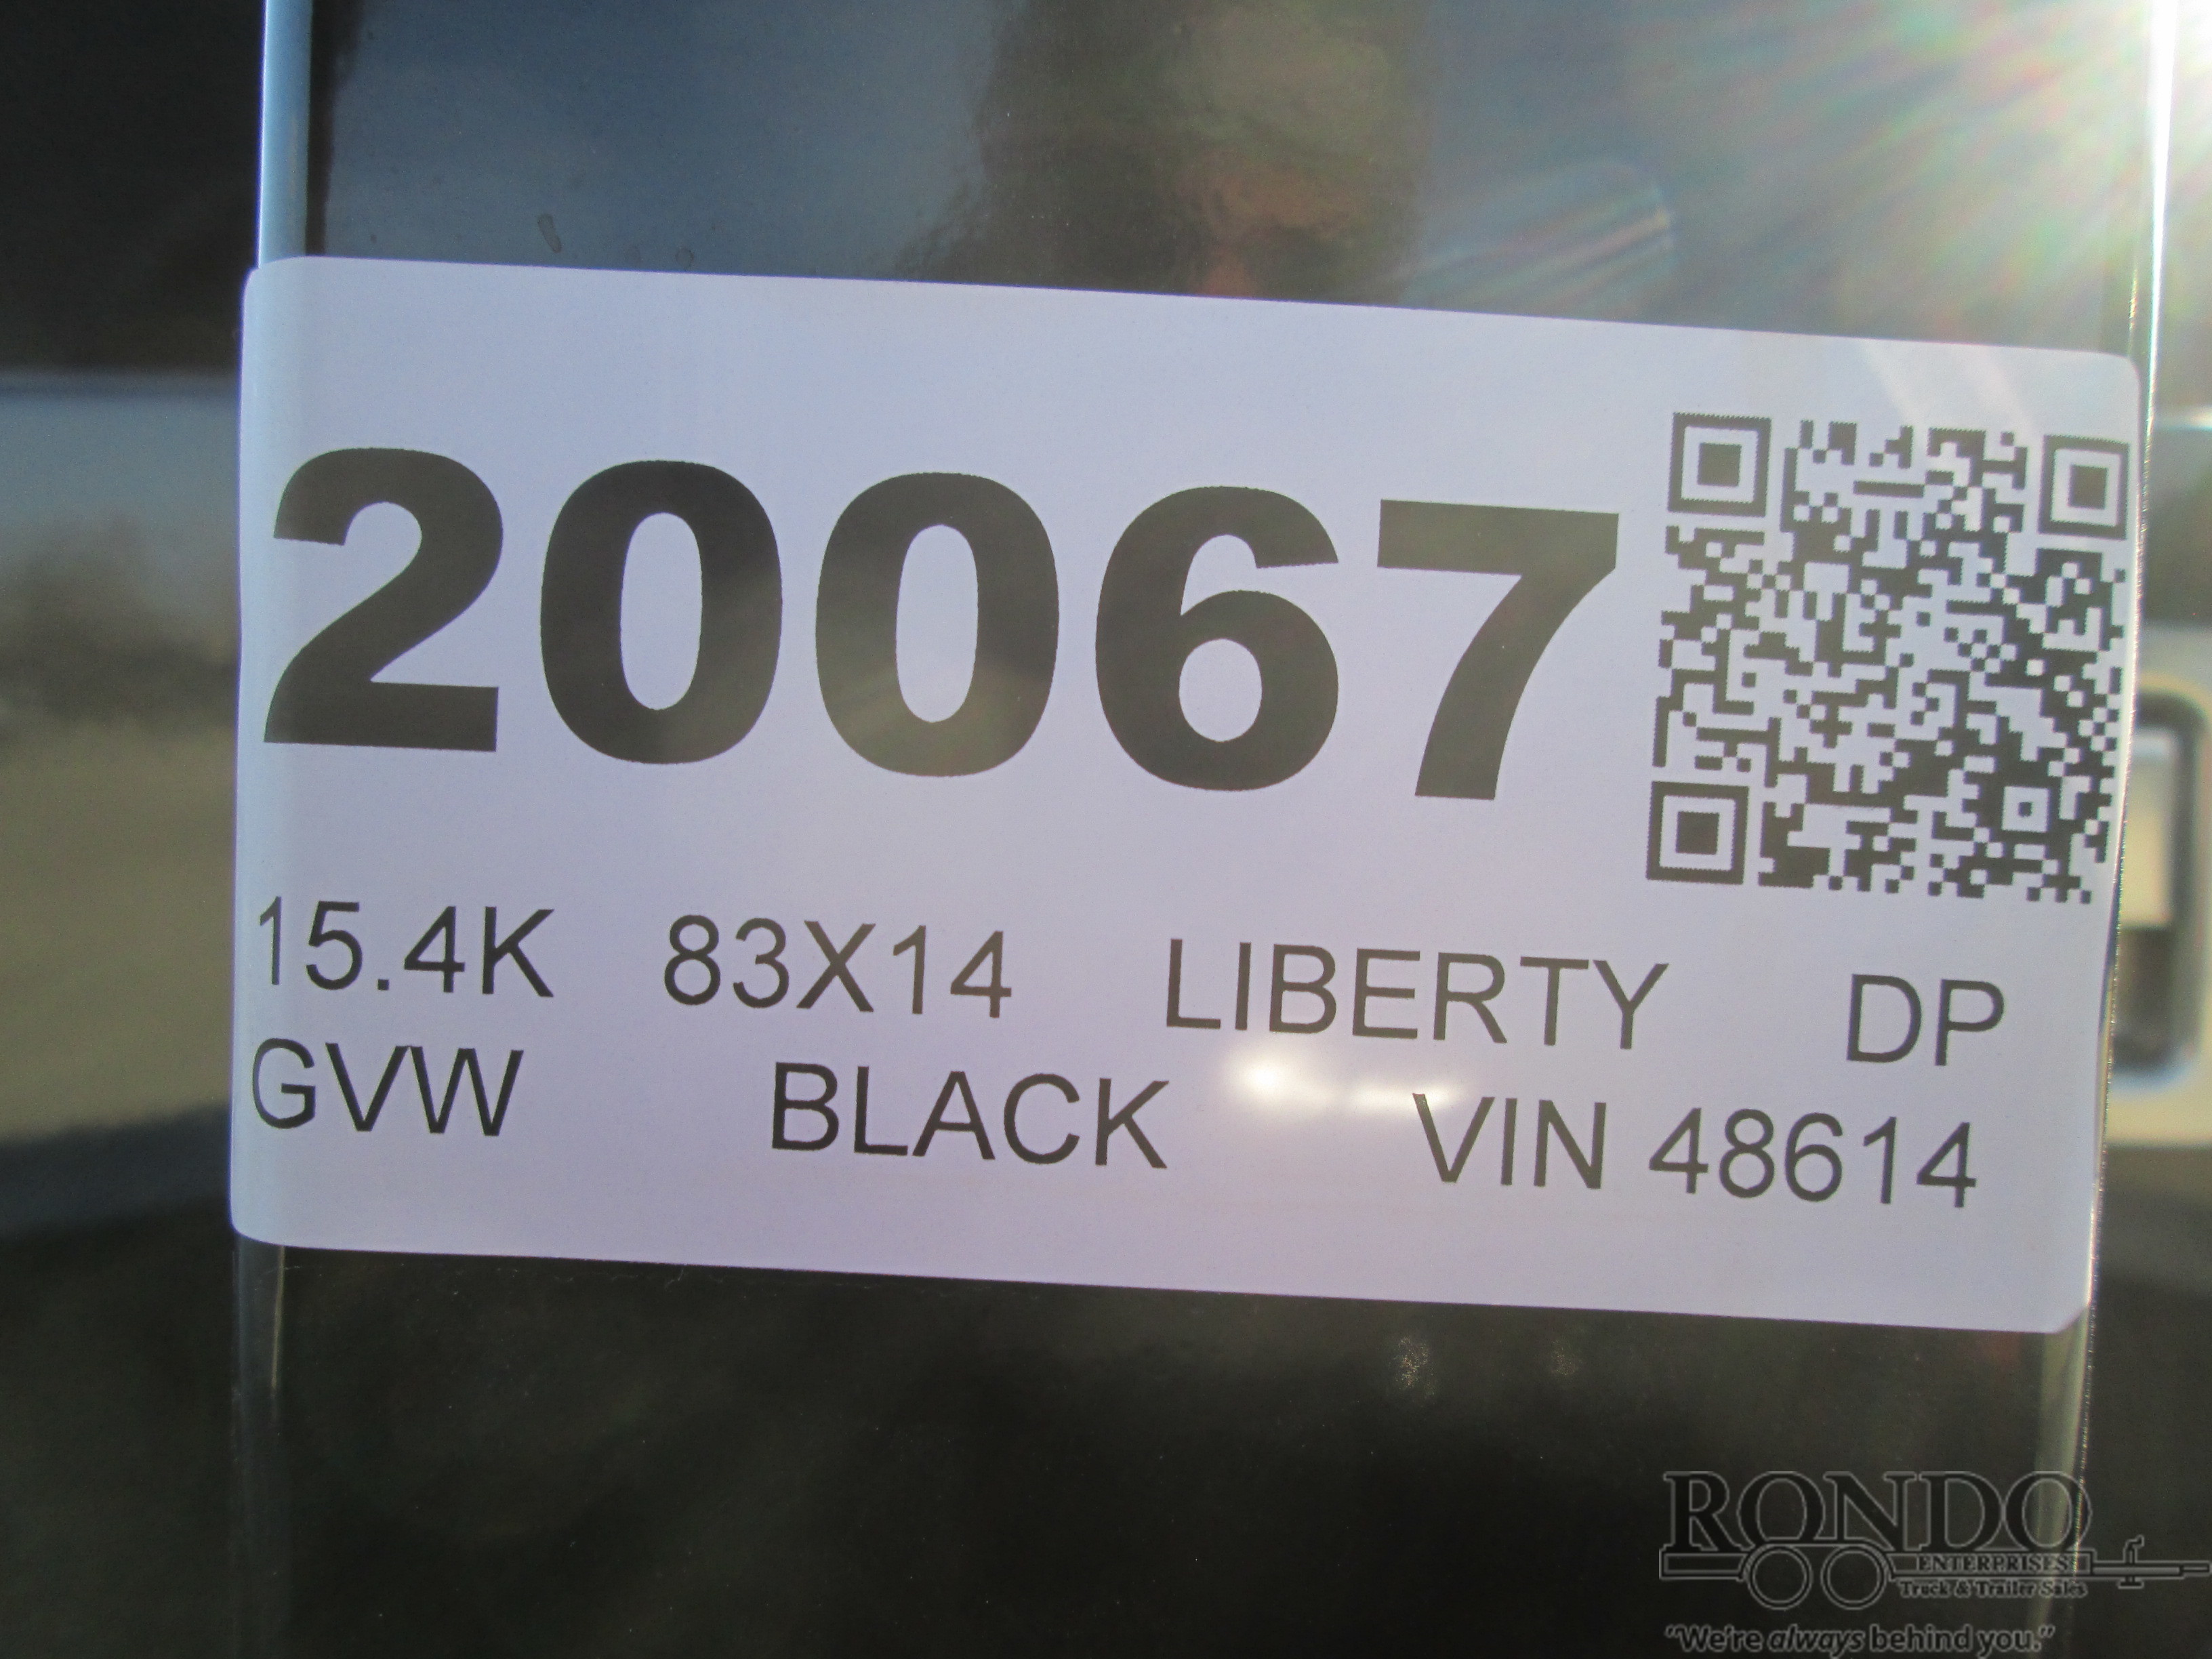 20067
15.4K 83X14 LIBERTY DP
GVW BLACK VIN 48614
RONDO
ENTERPRISES
Truck & Trailer Sales
"We're always behind you."